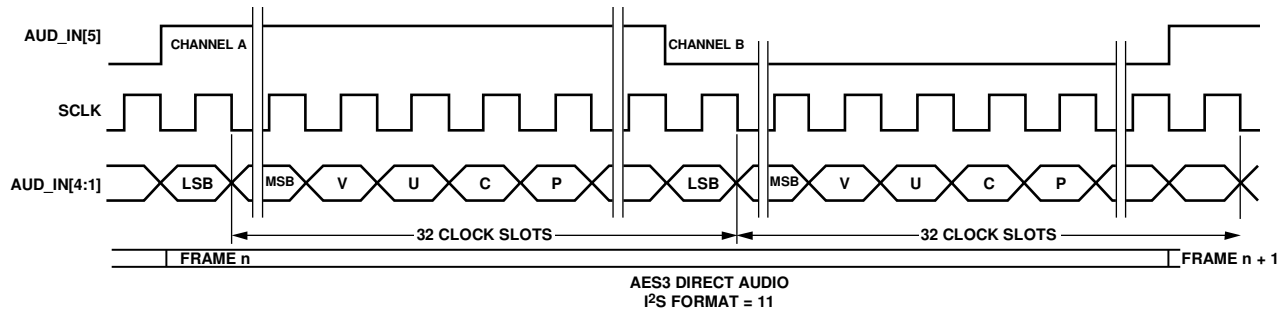 AUD_IN[5] CHANNEL A CHANNEL B
SCLK
AUD_IN[4:1] LSB MSB V U C P LSB MSB V U C P
32 CLOCK SLOTS 32 CLOCK SLOTS
FRAME n FRAME n + 1
AES3 DIRECT AUDIO
I²S FORMAT = 11